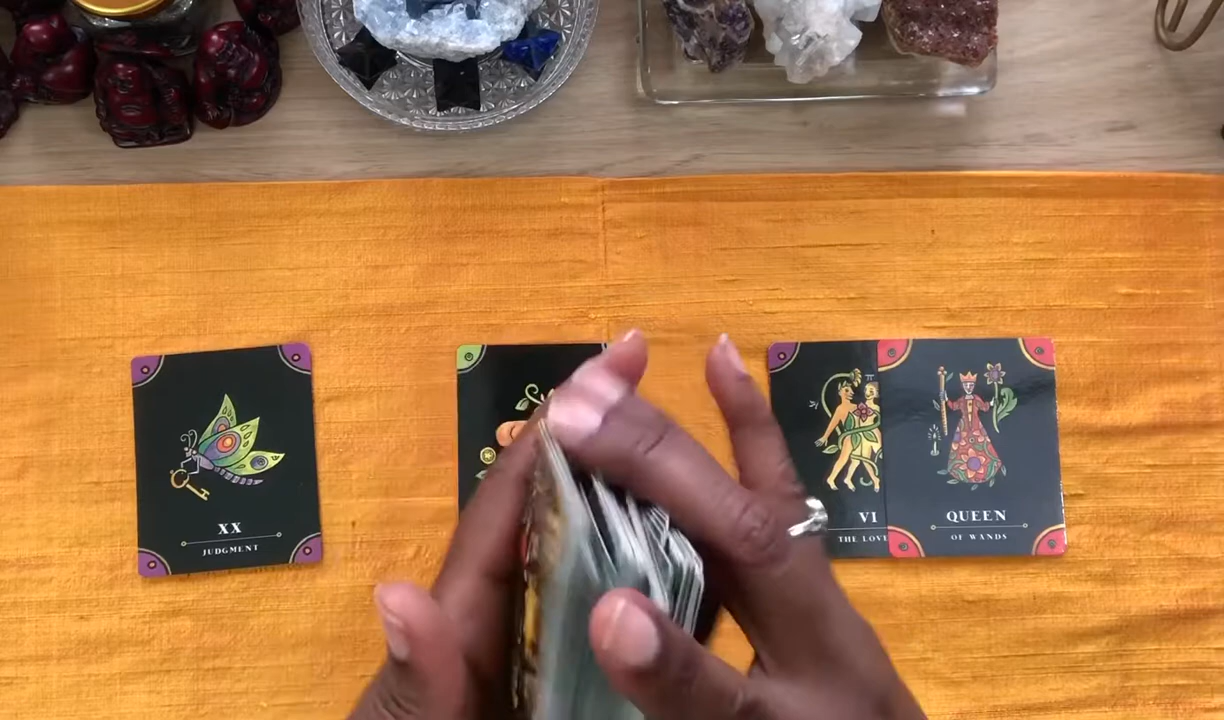 XX
JUDGMENT
VI
THE LOVE
QUEEN
OF WANDS